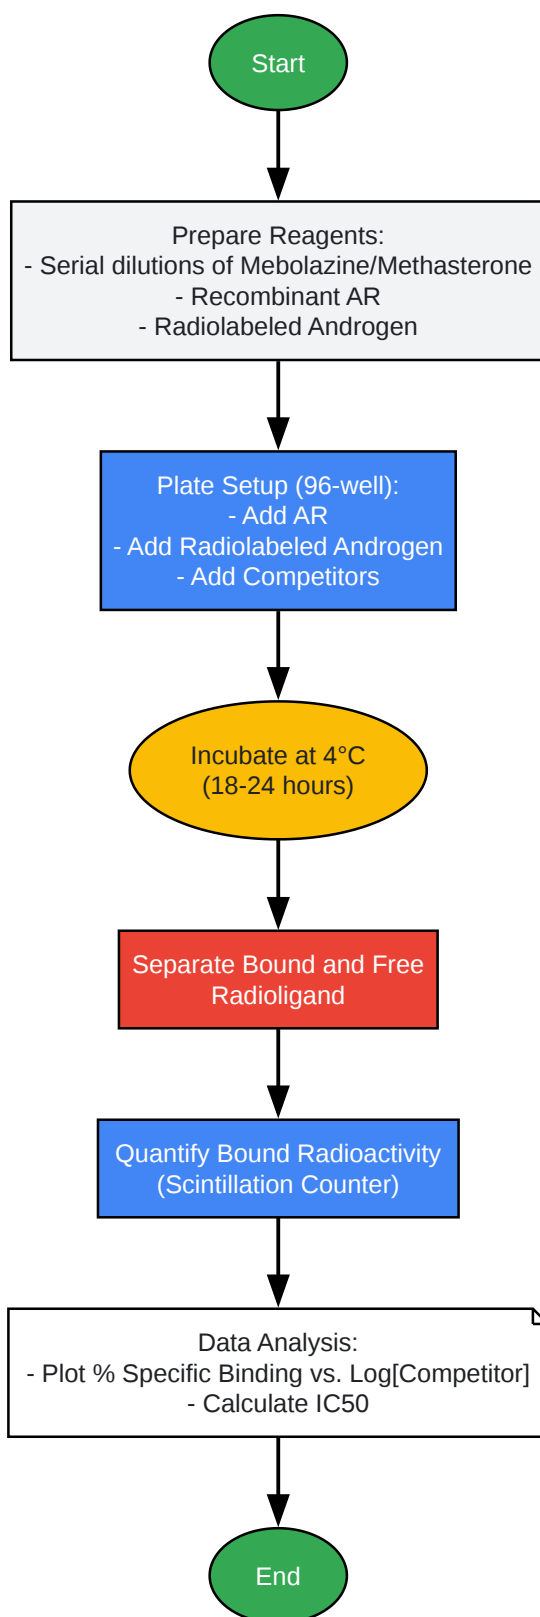 Start
Prepare Reagents:
- Serial dilutions of Mebolazine/Methasterone
- Recombinant AR
- Radiolabeled Androgen
Plate Setup (96-well):
- Add AR
- Add Radiolabeled Androgen
- Add Competitors
Incubate at 4°C
(18-24 hours)
Separate Bound and Free
Radioligand
Quantify Bound Radioactivity
(Scintillation Counter)
Data Analysis:
- Plot % Specific Binding vs. Log[Competitor]
- Calculate IC50
End